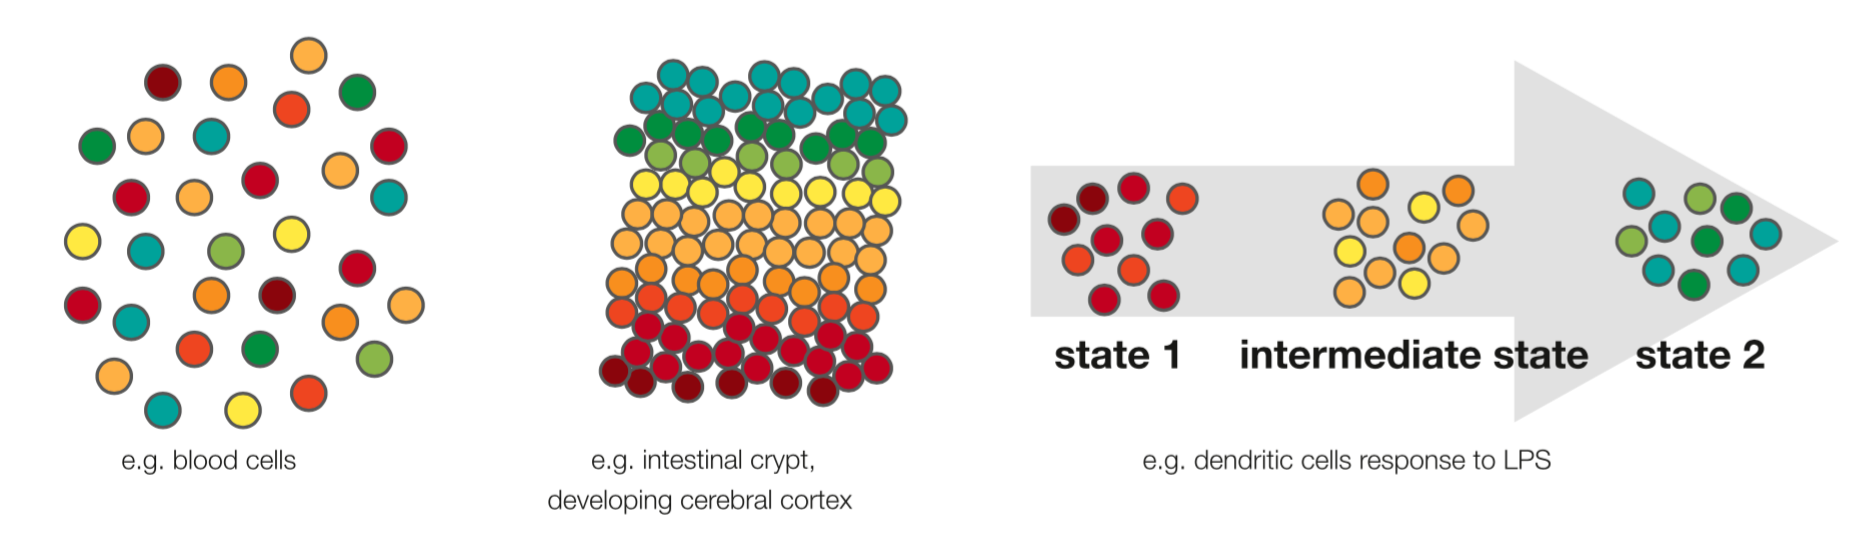 state 1
intermediate state
state 2
e.g. blood cells
e.g. intestinal crypt,
developing cerebral cortex
e.g. dendritic cells response to LPS